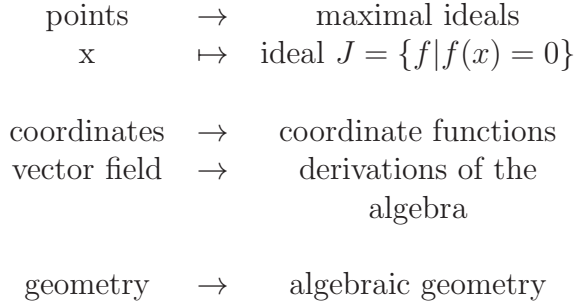 points → maximal ideals
x ↦ ideal J = {f|f(x) = 0}
coordinates → coordinate functions
vector field → derivations of the
algebra
geometry → algebraic geometry